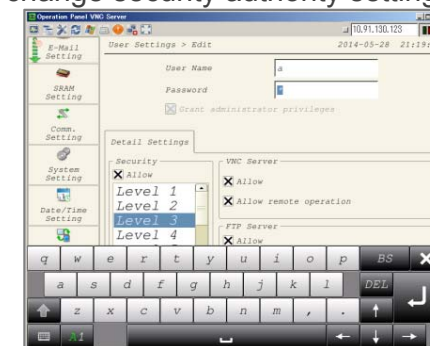 change security authority setting
Operation Panel VNC Server
10.91.130.123
User Settings > Edit
2014-05-28 21:19:
E-Mail
Setting
SRAM
Setting
Comm.
Setting
System
Setting
Date/Time
Setting
User Name
a
Password
Grant administrator privileges
Detail Settings
Security
Allow
Level 1
Level 2
Level 3
Level 4
VNC Server
Allow
Allow remote operation
FTP Server
Allow
q w e r t y u i o p BS X
a s d f g h j k l DEL
z x c v b n m , .